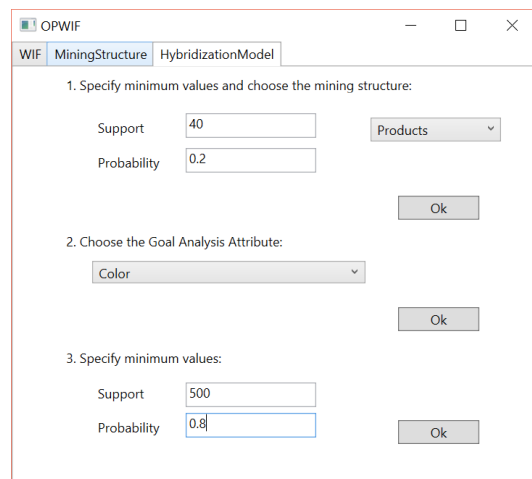 OPWIF
WIF MiningStructure HybridizationModel
1. Specify minimum values and choose the mining structure:
Support 40 Products
Probability 0.2
Ok
2. Choose the Goal Analysis Attribute:
Color
Ok
3. Specify minimum values:
Support 500
Probability 0.8
Ok